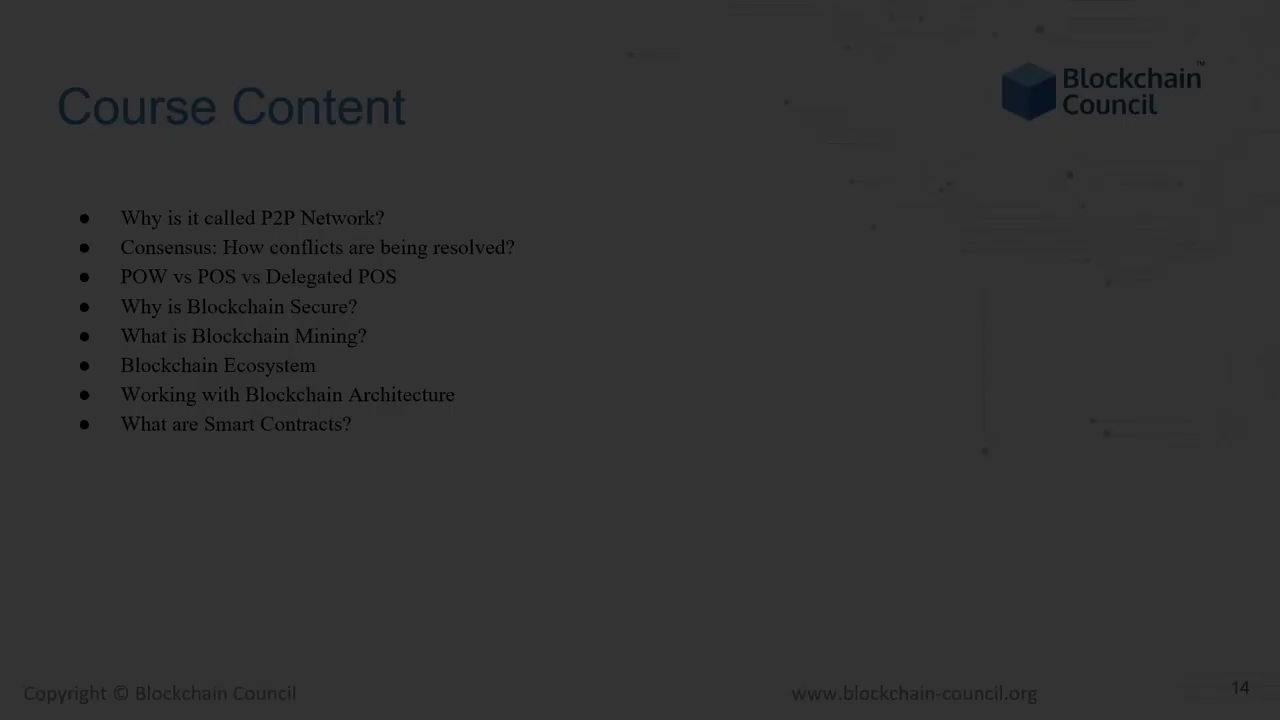 Course Content
Blockchain
Council
™
● Why is it called P2P Network?
● Consensus: How conflicts are being resolved?
● POW vs POS vs Delegated POS
● Why is Blockchain Secure?
● What is Blockchain Mining?
● Blockchain Ecosystem
● Working with Blockchain Architecture
● What are Smart Contracts?
Copyright © Blockchain Council
www.blockchain-council.org
14